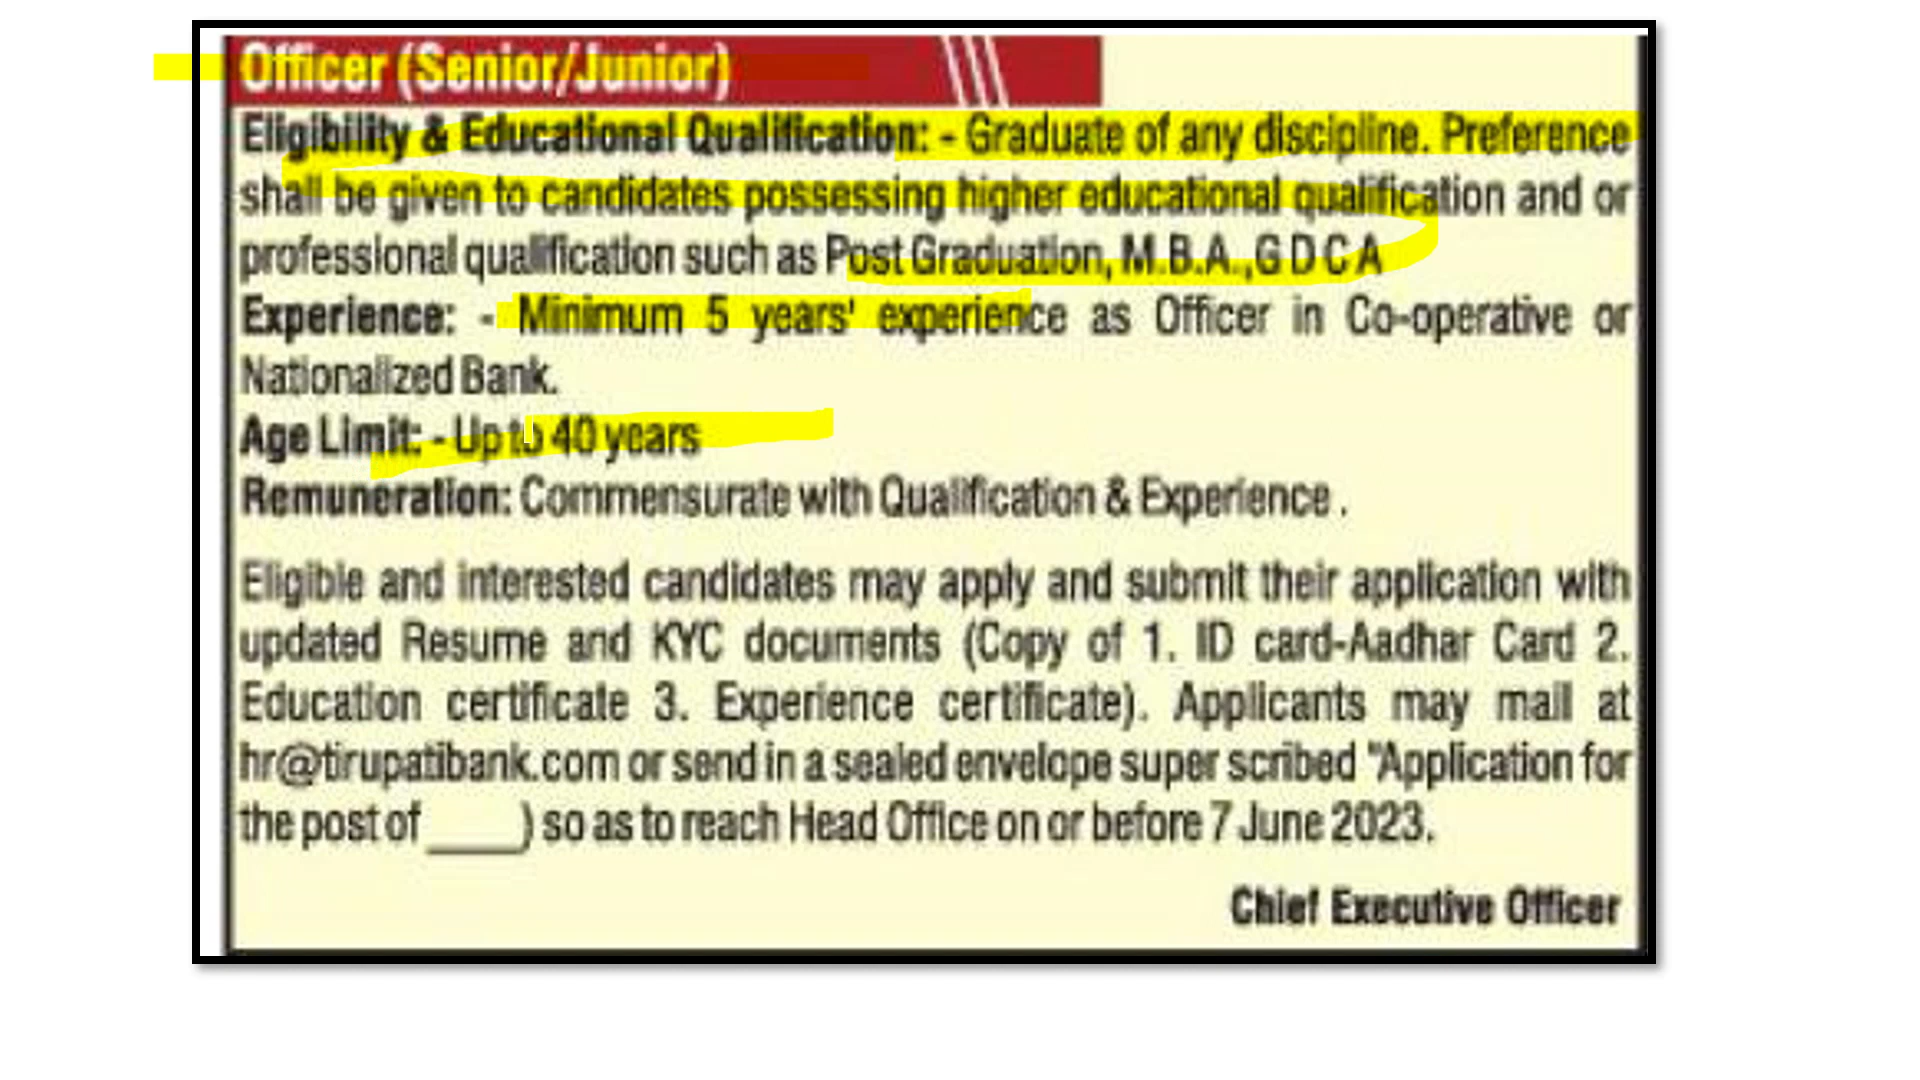 Officer (Senior/Junior)
Eligibility & Educational Qualification: - Graduate of any discipline. Preference
shall be given to candidates possessing higher educational qualification and or
professional qualification such as Post Graduation, M.B.A.,G D C A
Experience: - Minimum 5 years' experience as Officer in Co-operative or
Nationalized Bank.
Age Limit: - Up to 40 years
Remuneration: Commensurate with Qualification & Experience .
Eligible and interested candidates may apply and submit their application with
updated Resume and KYC documents (Copy of 1. ID card-Aadhar Card 2.
Education certificate 3. Experience certificate). Applicants may mail at
hr@tirupatibank.com or send in a sealed envelope super scribed "Application for
the post of ____) so as to reach Head Office on or before 7 June 2023.
Chief Executive Officer